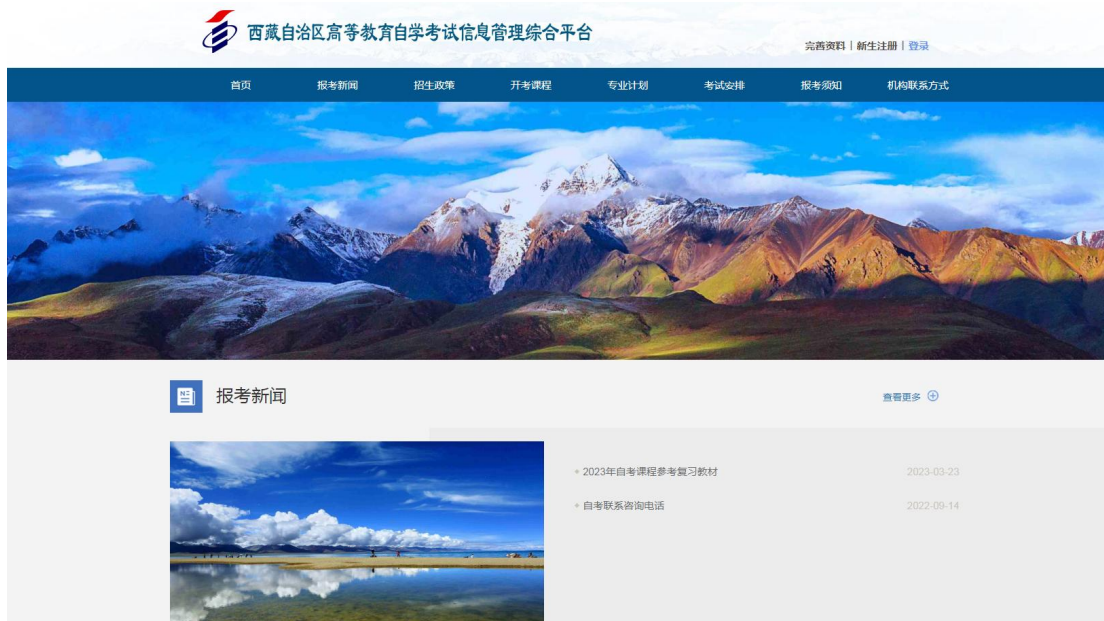 西藏自治区高等教育自学考试信息管理综合平台
完善资料 | 新生注册 | 登录
首页 报考新闻 招生政策 开考课程 专业计划 考试安排 报考须知 机构联系方式
报考新闻
查看更多
2023年自考课程参考复习教材 2023-03-23
自考联系咨询电话 2022-09-14